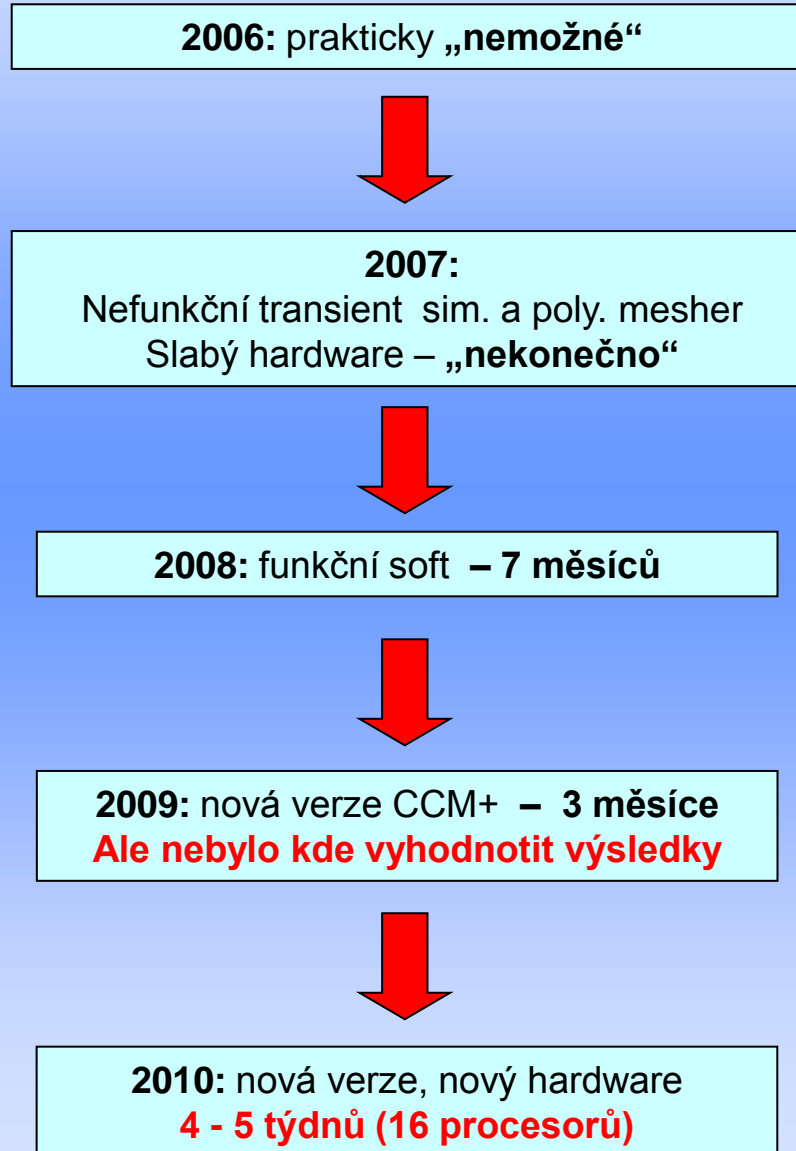 2006: prakticky „nemožné“
2007:
Nefunkční transient sim. a poly. mesher
Slabý hardware – „nekonečno“
2008: funkční soft – 7 měsíců
2009: nová verze CCM+ – 3 měsíce
Ale nebylo kde vyhodnotit výsledky
2010: nová verze, nový hardware
4 - 5 týdnů (16 procesorů)